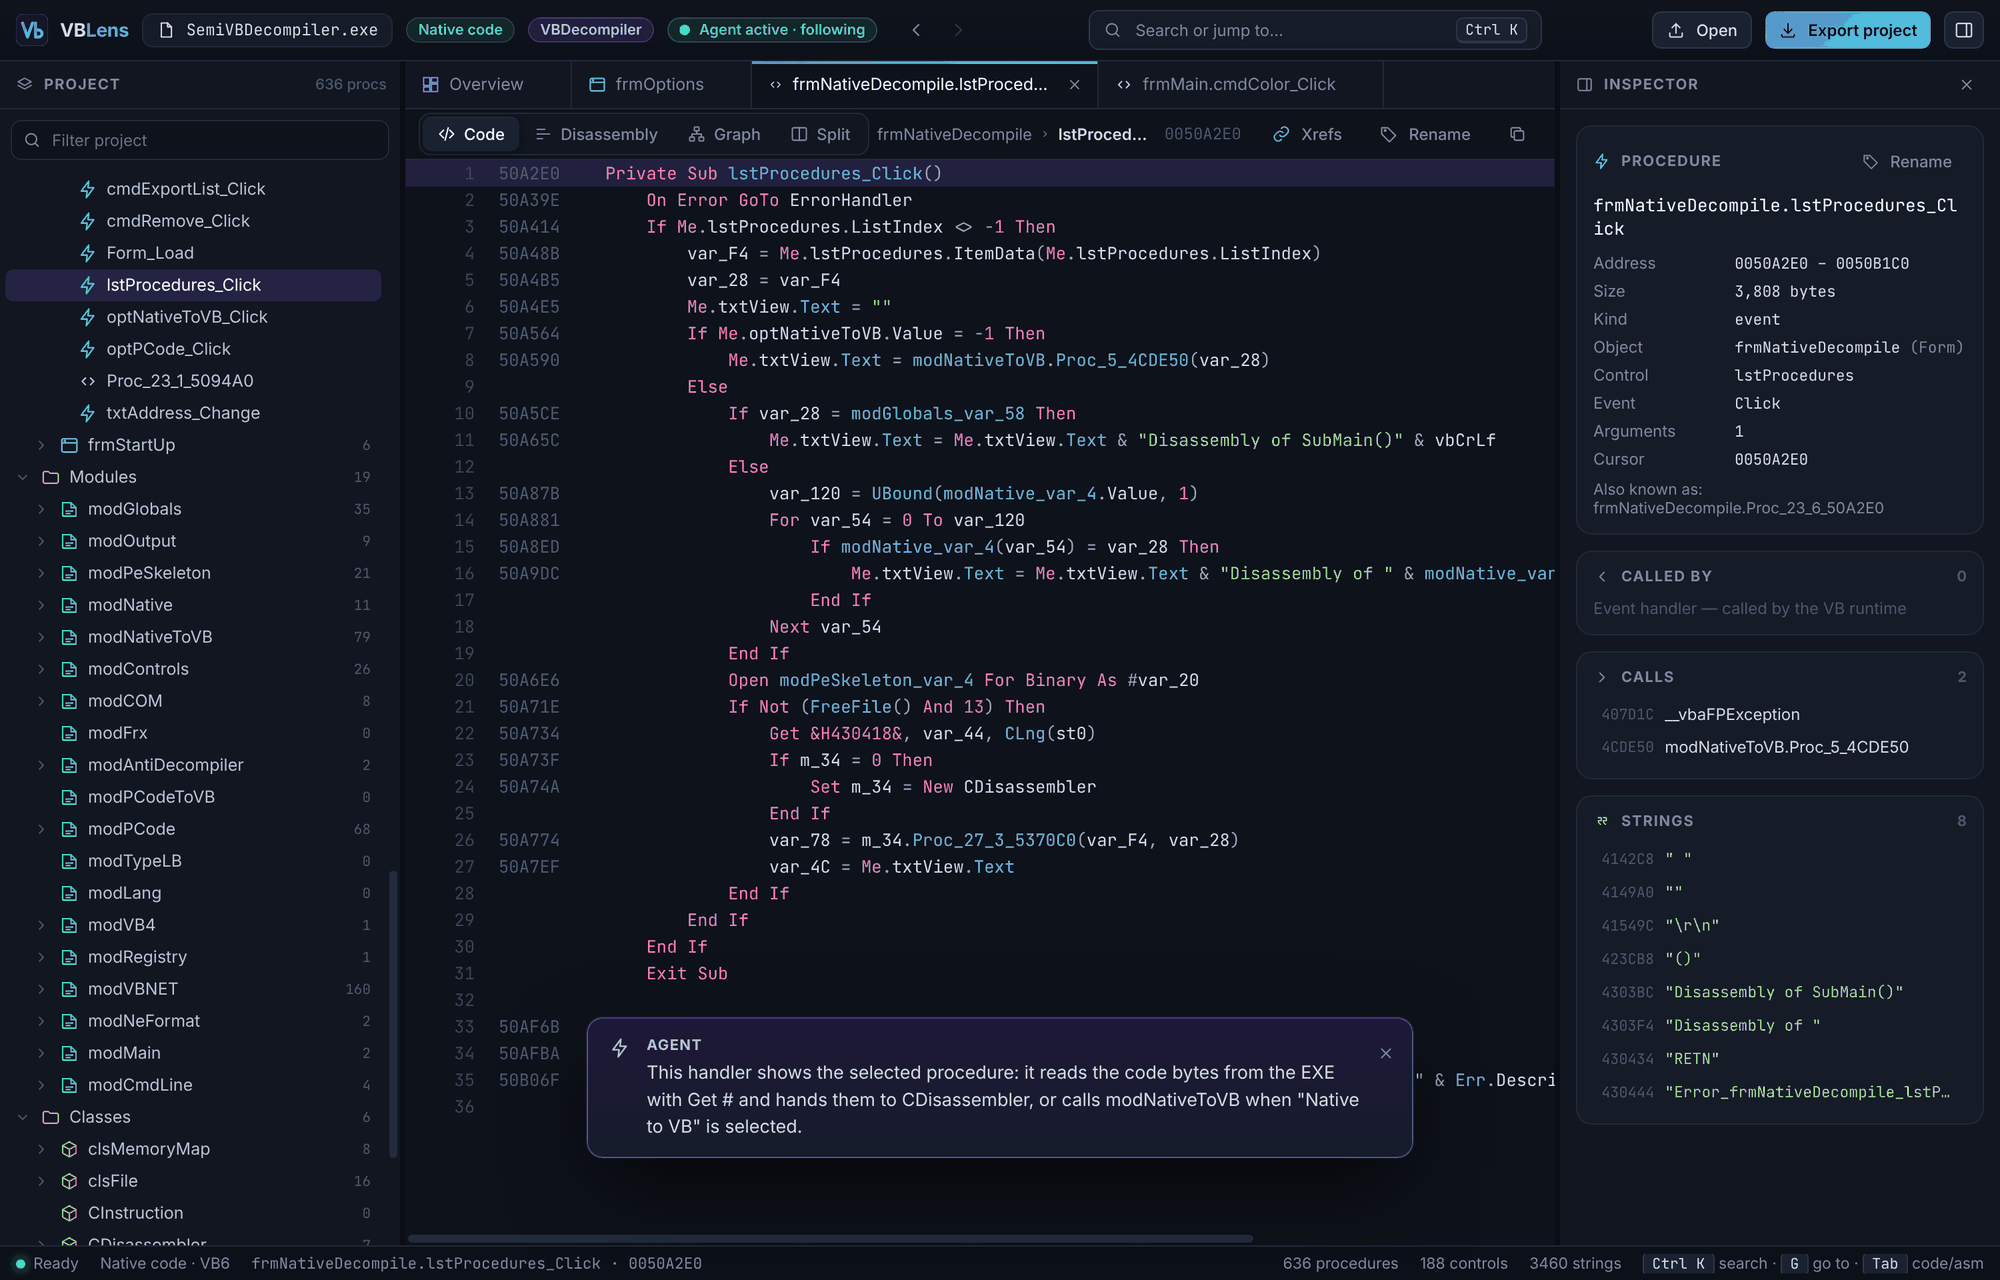 Vb VBLens SemiVBDecompiler.exe Native code VBDecompiler Agent active · following Search or jump to... Ctrl K Open Export project
PROJECT 636 procs
Filter project
cmdExportList_Click
cmdRemove_Click
Form_Load
lstProcedures_Click
optNativeToVB_Click
optPCode_Click
Proc_23_1_5094A0
txtAddress_Change
frmStartUp 6
Modules 19
modGlobals 35
modOutput 9
modPeSkeleton 21
modNative 11
modNativeToVB 79
modControls 26
modCOM 8
modFrx 0
modAntiDecompiler 2
modPCodeToVB 0
modPCode 68
modTypeLB 0
modLang 0
modVB4 1
modRegistry 1
modVBNET 160
modNeFormat 2
modMain 2
modCmdLine 4
Classes 6
clsMemoryMap 8
clsFile 16
CInstruction 0
CDisassembler 7
Overview frmOptions frmNativeDecompile.lstProced... frmMain.cmdColor_Click
Code Disassembly Graph Split frmNativeDecompile › lstProced... 0050A2E0 Xrefs Rename
1 50A2E0 Private Sub lstProcedures_Click()
2 50A39E On Error GoTo ErrorHandler
3 50A414 If Me.lstProcedures.ListIndex <> -1 Then
4 50A48B var_F4 = Me.lstProcedures.ItemData(Me.lstProcedures.ListIndex)
5 50A4B5 var_28 = var_F4
6 50A4E5 Me.txtView.Text = ""
7 50A564 If Me.optNativeToVB.Value = -1 Then
8 50A590 Me.txtView.Text = modNativeToVB.Proc_5_4CDE50(var_28)
9 Else
10 50A5CE If var_28 = modGlobals_var_58 Then
11 50A65C Me.txtView.Text = Me.txtView.Text & "Disassembly of SubMain()" & vbCrLf
12 Else
13 50A87B var_120 = UBound(modNative_var_4.Value, 1)
14 50A881 For var_54 = 0 To var_120
15 50A8ED If modNative_var_4(var_54) = var_28 Then
16 50A9DC Me.txtView.Text = Me.txtView.Text & "Disassembly of " & modNative_var
17 End If
18 Next var_54
19 End If
20 50A6E6 Open modPeSkeleton_var_4 For Binary As #var_20
21 50A71E If Not (FreeFile() And 13) Then
22 50A734 Get &H430418&, var_44, CLng(st0)
23 50A73F If m_34 = 0 Then
24 50A74A Set m_34 = New CDisassembler
25 End If
26 50A774 var_78 = m_34.Proc_27_3_5370C0(var_F4, var_28)
27 50A7EF var_4C = Me.txtView.Text
28 End If
29 End If
30 End If
31 Exit Sub
32
33 50AF6B
34 50AFBA
35 50B06F " & Err.Descri
36
AGENT
This handler shows the selected procedure: it reads the code bytes from the EXE
with Get # and hands them to CDisassembler, or calls modNativeToVB when "Native
to VB" is selected.
INSPECTOR
PROCEDURE Rename
frmNativeDecompile.lstProcedures_Cl
ick
Address 0050A2E0 – 0050B1C0
Size 3,808 bytes
Kind event
Object frmNativeDecompile (Form)
Control lstProcedures
Event Click
Arguments 1
Cursor 0050A2E0
Also known as:
frmNativeDecompile.Proc_23_6_50A2E0
CALLED BY 0
Event handler — called by the VB runtime
CALLS 2
407D1C __vbaFPException
4CDE50 modNativeToVB.Proc_5_4CDE50
STRINGS 8
4142C8 " "
4149A0 ""
41549C "\r\n"
423CB8 "()"
4303BC "Disassembly of SubMain()"
4303F4 "Disassembly of "
430434 "RETN"
430444 "Error_frmNativeDecompile_lstP…
Ready Native code · VB6 frmNativeDecompile.lstProcedures_Click · 0050A2E0 636 procedures 188 controls 3460 strings Ctrl K search · G go to · Tab code/asm